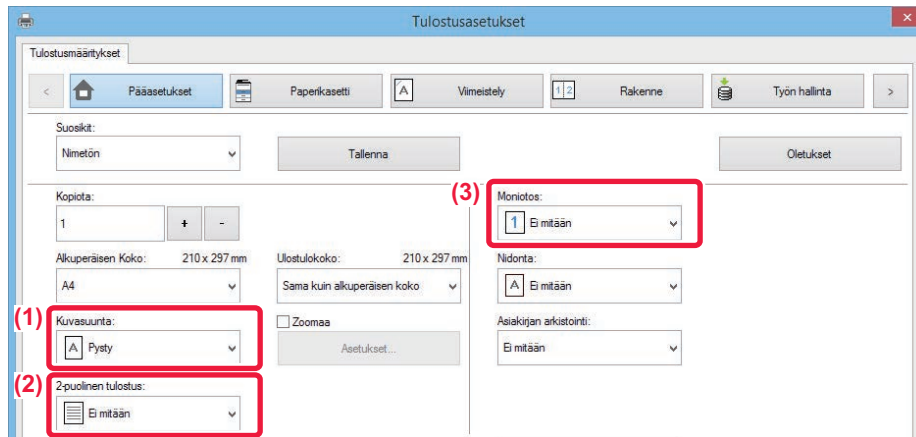 Tulostusasetukset
Tulostusmääritykset
< Pääasetukset Paperikasetti A Viimeistely 1 2 Rakenne Työn hallinta >
Suosikit:
Nimetön Tallenna Oletukset
Kopiota: (3) Moniotos:
1 + - 1 Ei mitään
Alkuperäisen Koko: 210 x 297 mm Ulostulokoko: 210 x 297 mm Nidonta:
A4 Sama kuin alkuperäisen koko A Ei mitään
(1) Kuvasuunta: Zoomaa Asiakirjan arkistointi:
A Pysty Asetukset... Ei mitään
(2) 2-puolinen tulostus:
Ei mitään